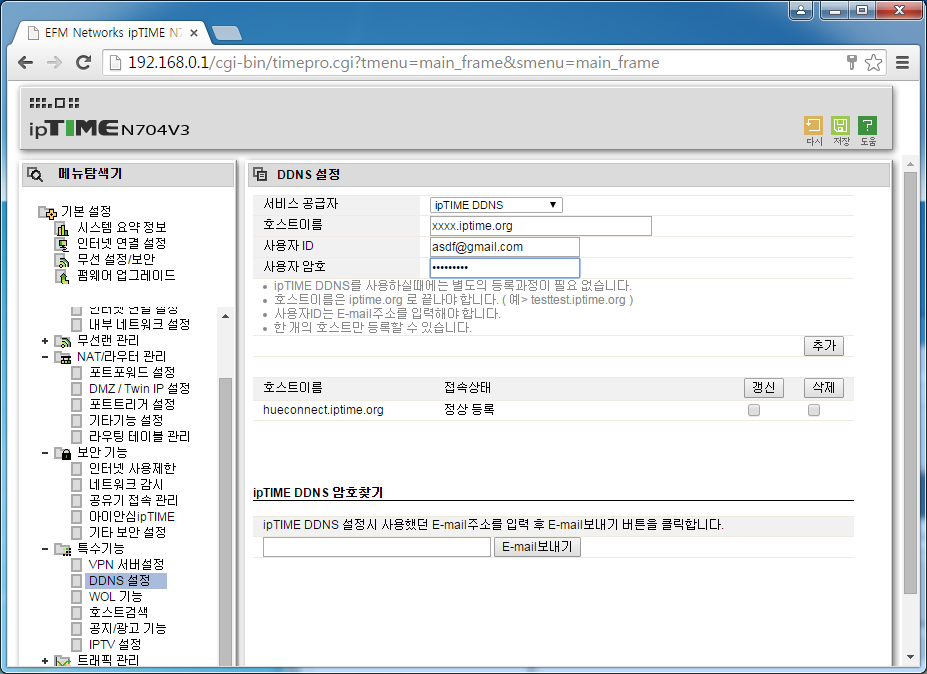 EFM Networks ipTIME N7
192.168.0.1/cgi-bin/timepro.cgi?tmenu=main_frame&smenu=main_frame
ipTIME N704V3
다시 저장 도움
메뉴탐색기
기본 설정
시스템 요약 정보
인터넷 연결 설정
무선 설정/보안
펌웨어 업그레이드
인터넷 연결 설정
내부 네트워크 설정
무선랜 관리
NAT/라우터 관리
포트포워드 설정
DMZ / Twin IP 설정
포트트리거 설정
기타기능 설정
라우팅 테이블 관리
보안 기능
인터넷 사용제한
네트워크 감시
공유기 접속 관리
아이안심ipTIME
기타 보안 설정
특수기능
VPN 서버설정
DDNS 설정
WOL 기능
호스트검색
공지/광고 기능
IPTV 설정
트래픽 관리
DDNS 설정
서비스 공급자 ipTIME DDNS
호스트이름 xxxx.iptime.org
사용자 ID asdf@gmail.com
사용자 암호 •••••••••
• ipTIME DDNS를 사용하실때에는 별도의 등록과정이 필요 없습니다.
• 호스트이름은 iptime.org 로 끝나야 합니다. ( 예> testtest.iptime.org )
• 사용자ID는 E-mail주소를 입력해야 합니다.
• 한 개의 호스트만 등록할 수 있습니다.
추가
호스트이름 접속상태 갱신 삭제
hueconnect.iptime.org 정상 등록
ipTIME DDNS 암호찾기
ipTIME DDNS 설정시 사용했던 E-mail주소를 입력 후 E-mail보내기 버튼을 클릭합니다.
E-mail보내기